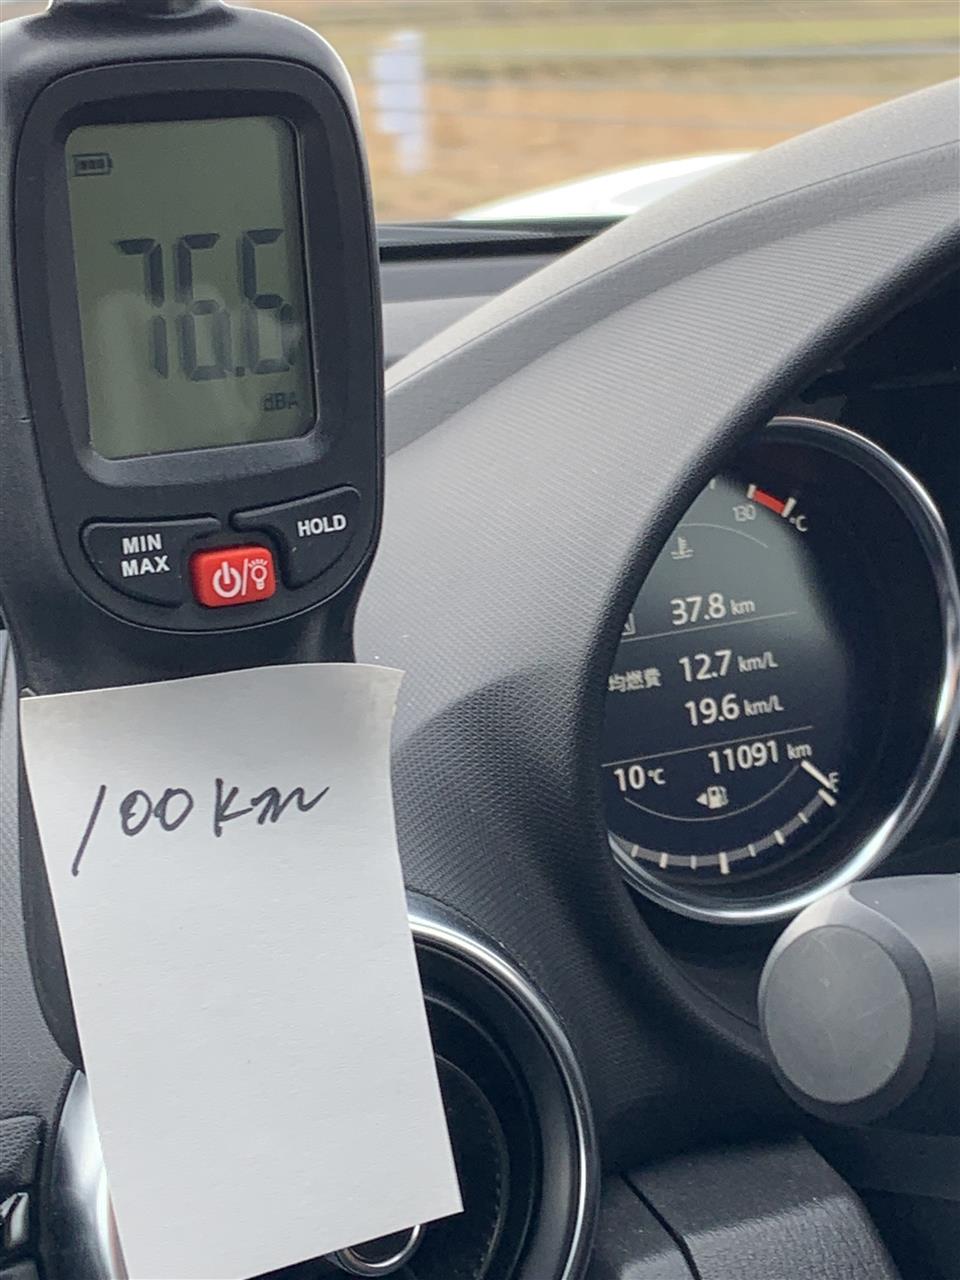 76.6
dBA
MIN
MAX
HOLD
100km
130
°C
37.8 km
均燃費 12.7 km/L
19.6 km/L
10°C 11091 km
F